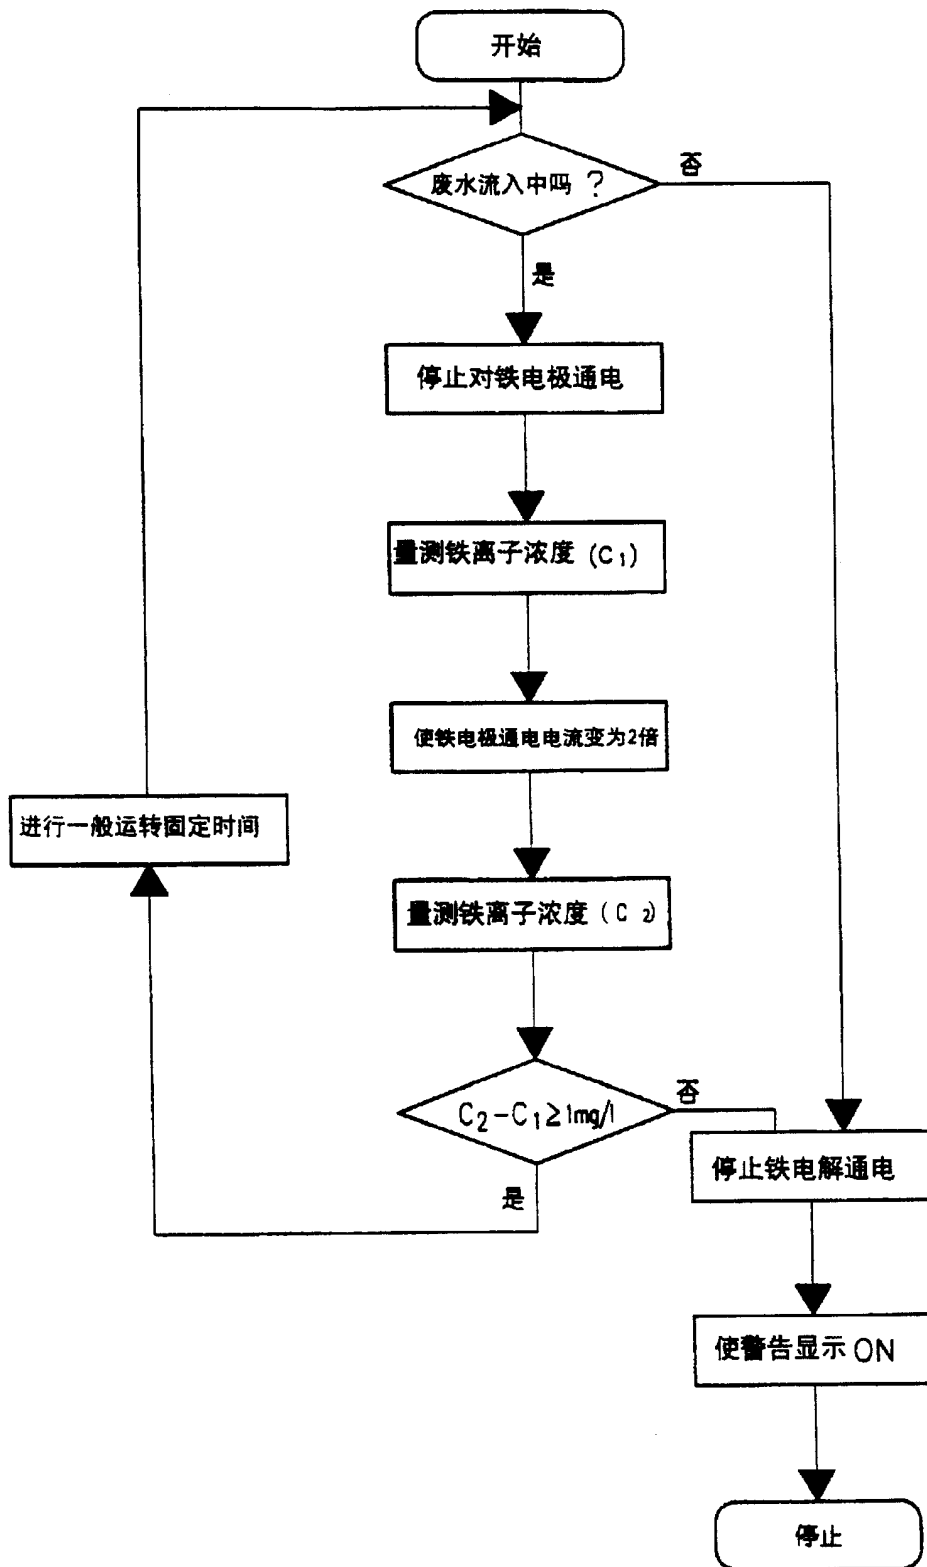 开始
废水流入中吗？
否
是
停止对铁电极通电
量测铁离子浓度(C₁)
使铁电极通电电流变为2倍
进行一般运转固定时间
量测铁离子浓度(C₂)
C₂-C₁≥1mg/l
否
是
停止铁电解通电
使警告显示ON
停止